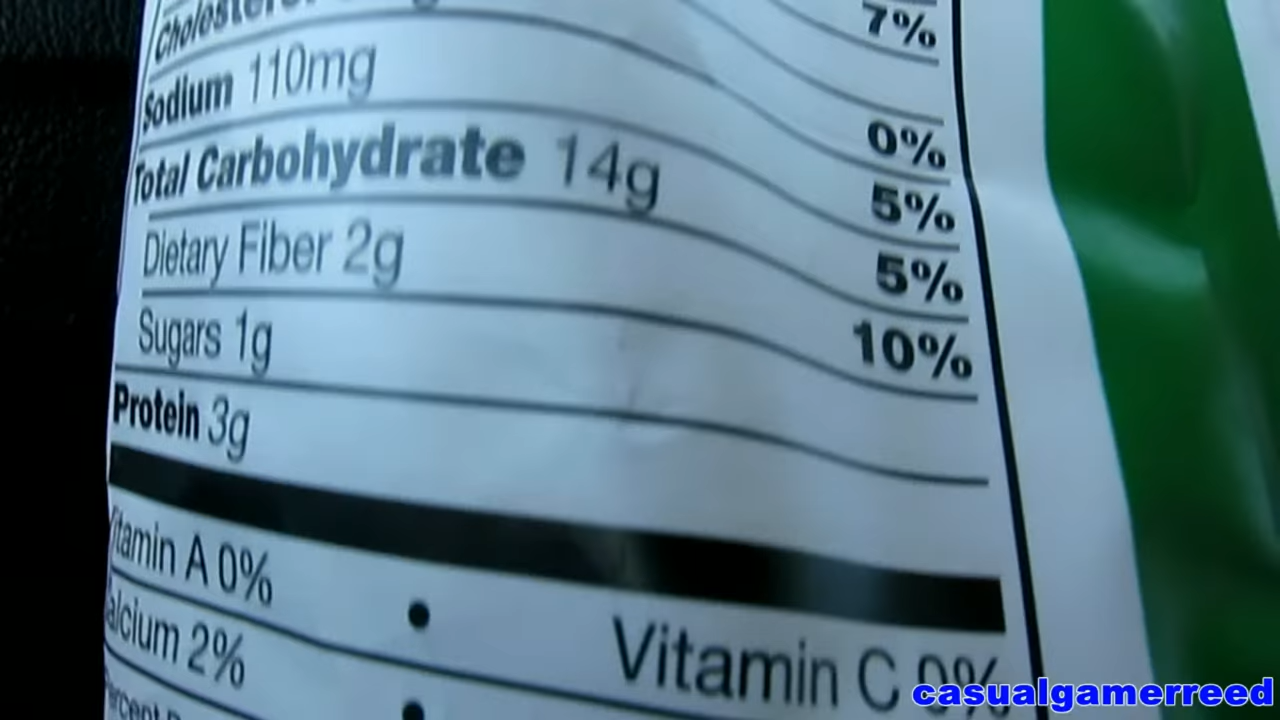 7%
Cholesterol 0%
Sodium 110mg 5%
Total Carbohydrate 14g 5%
Dietary Fiber 2g 10%
Sugars 1g
Protein 3g
Vitamin A 0% • Vitamin C 0%
Calcium 2% •
casualgamerreed